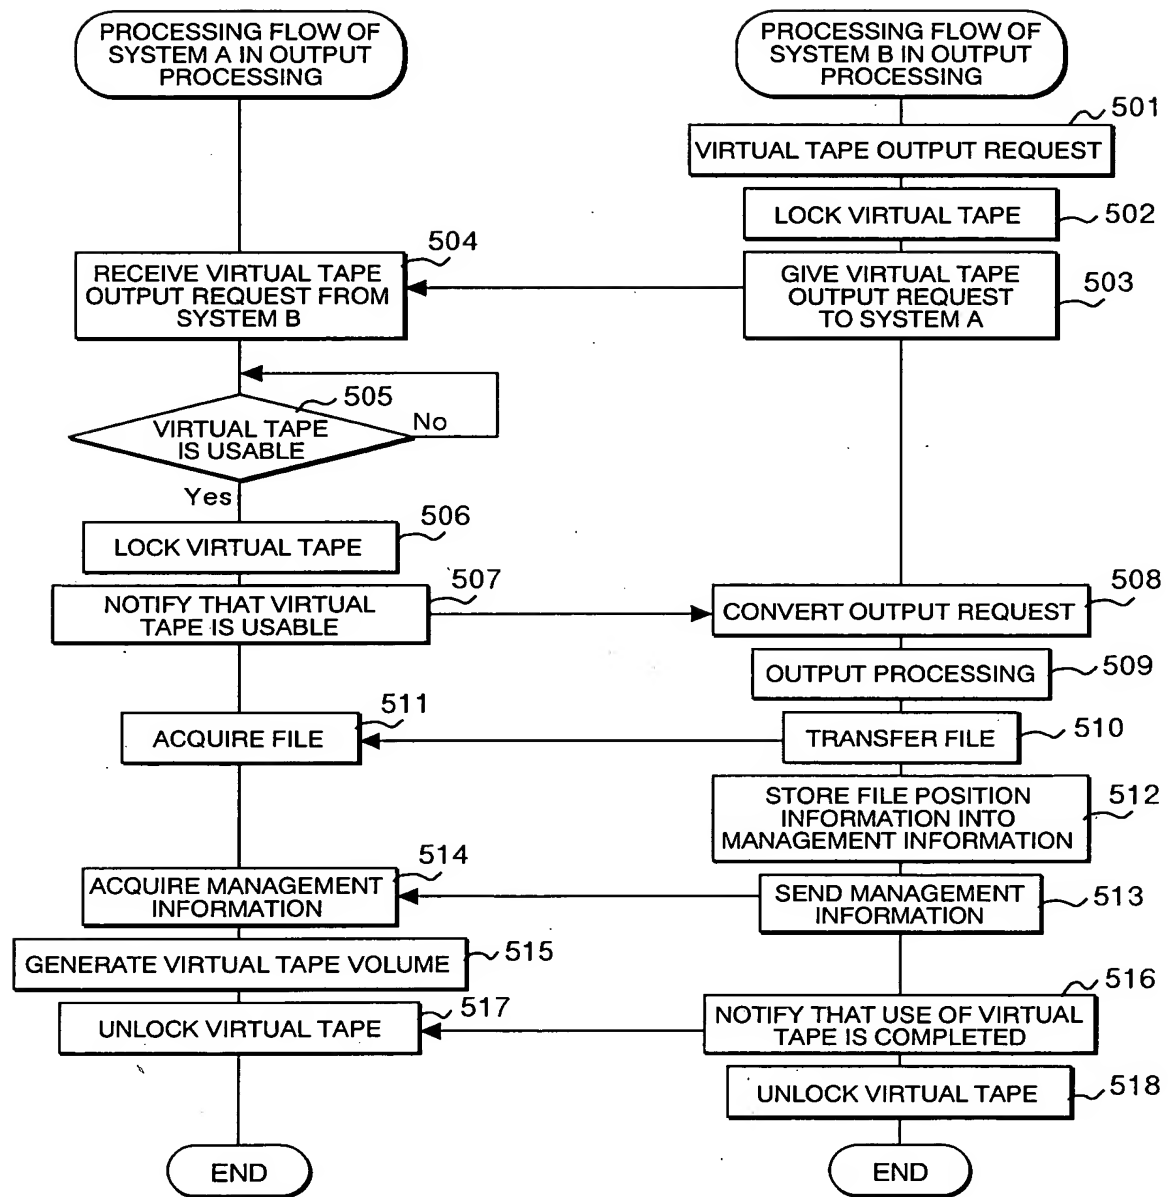 PROCESSING FLOW OF
SYSTEM A IN OUTPUT
PROCESSING
PROCESSING FLOW OF
SYSTEM B IN OUTPUT
PROCESSING
501
VIRTUAL TAPE OUTPUT REQUEST
LOCK VIRTUAL TAPE
502
504
RECEIVE VIRTUAL TAPE
OUTPUT REQUEST FROM
SYSTEM B
GIVE VIRTUAL TAPE
OUTPUT REQUEST
TO SYSTEM A
503
505
VIRTUAL TAPE
IS USABLE
No
Yes
506
LOCK VIRTUAL TAPE
507
NOTIFY THAT VIRTUAL
TAPE IS USABLE
508
CONVERT OUTPUT REQUEST
OUTPUT PROCESSING
509
511
ACQUIRE FILE
TRANSFER FILE
510
STORE FILE POSITION
INFORMATION INTO
MANAGEMENT INFORMATION
512
514
ACQUIRE MANAGEMENT
INFORMATION
SEND MANAGEMENT
INFORMATION
513
GENERATE VIRTUAL TAPE VOLUME
515
517
UNLOCK VIRTUAL TAPE
516
NOTIFY THAT USE OF VIRTUAL
TAPE IS COMPLETED
UNLOCK VIRTUAL TAPE
518
END
END